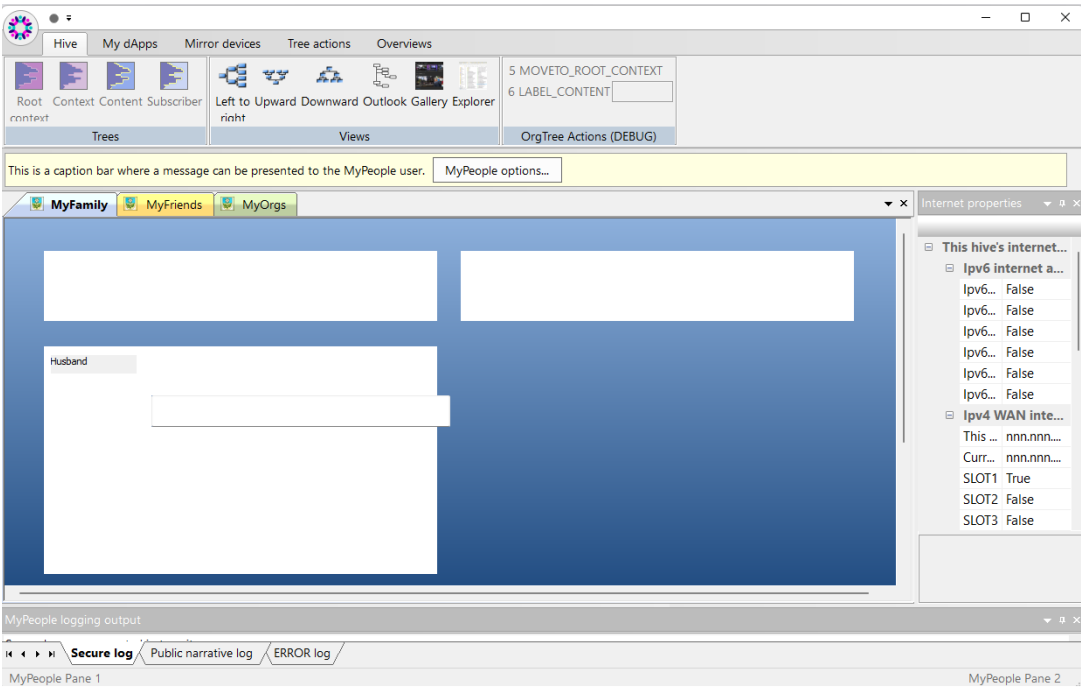 Hive My dApps Mirror devices Tree actions Overviews
Root context
Context
Content
Subscriber
Left to right
Upward
Downward
Outlook
Gallery
Explorer
5 MOVETO_ROOT_CONTEXT
6 LABEL_CONTENT
Trees
Views
OrgTree Actions (DEBUG)
This is a caption bar where a message can be presented to the MyPeople user. MyPeople options...
MyFamily MyFriends MyOrgs
Husband
Internet properties
This hive's internet...
Ipv6 internet a...
Ipv6... False
Ipv6... False
Ipv6... False
Ipv6... False
Ipv6... False
Ipv6... False
Ipv4 WAN inte...
This ... nnn.nnn....
Curr... nnn.nnn....
SLOT1 True
SLOT2 False
SLOT3 False
MyPeople logging output
Secure log Public narrative log ERROR log
MyPeople Pane 1 MyPeople Pane 2